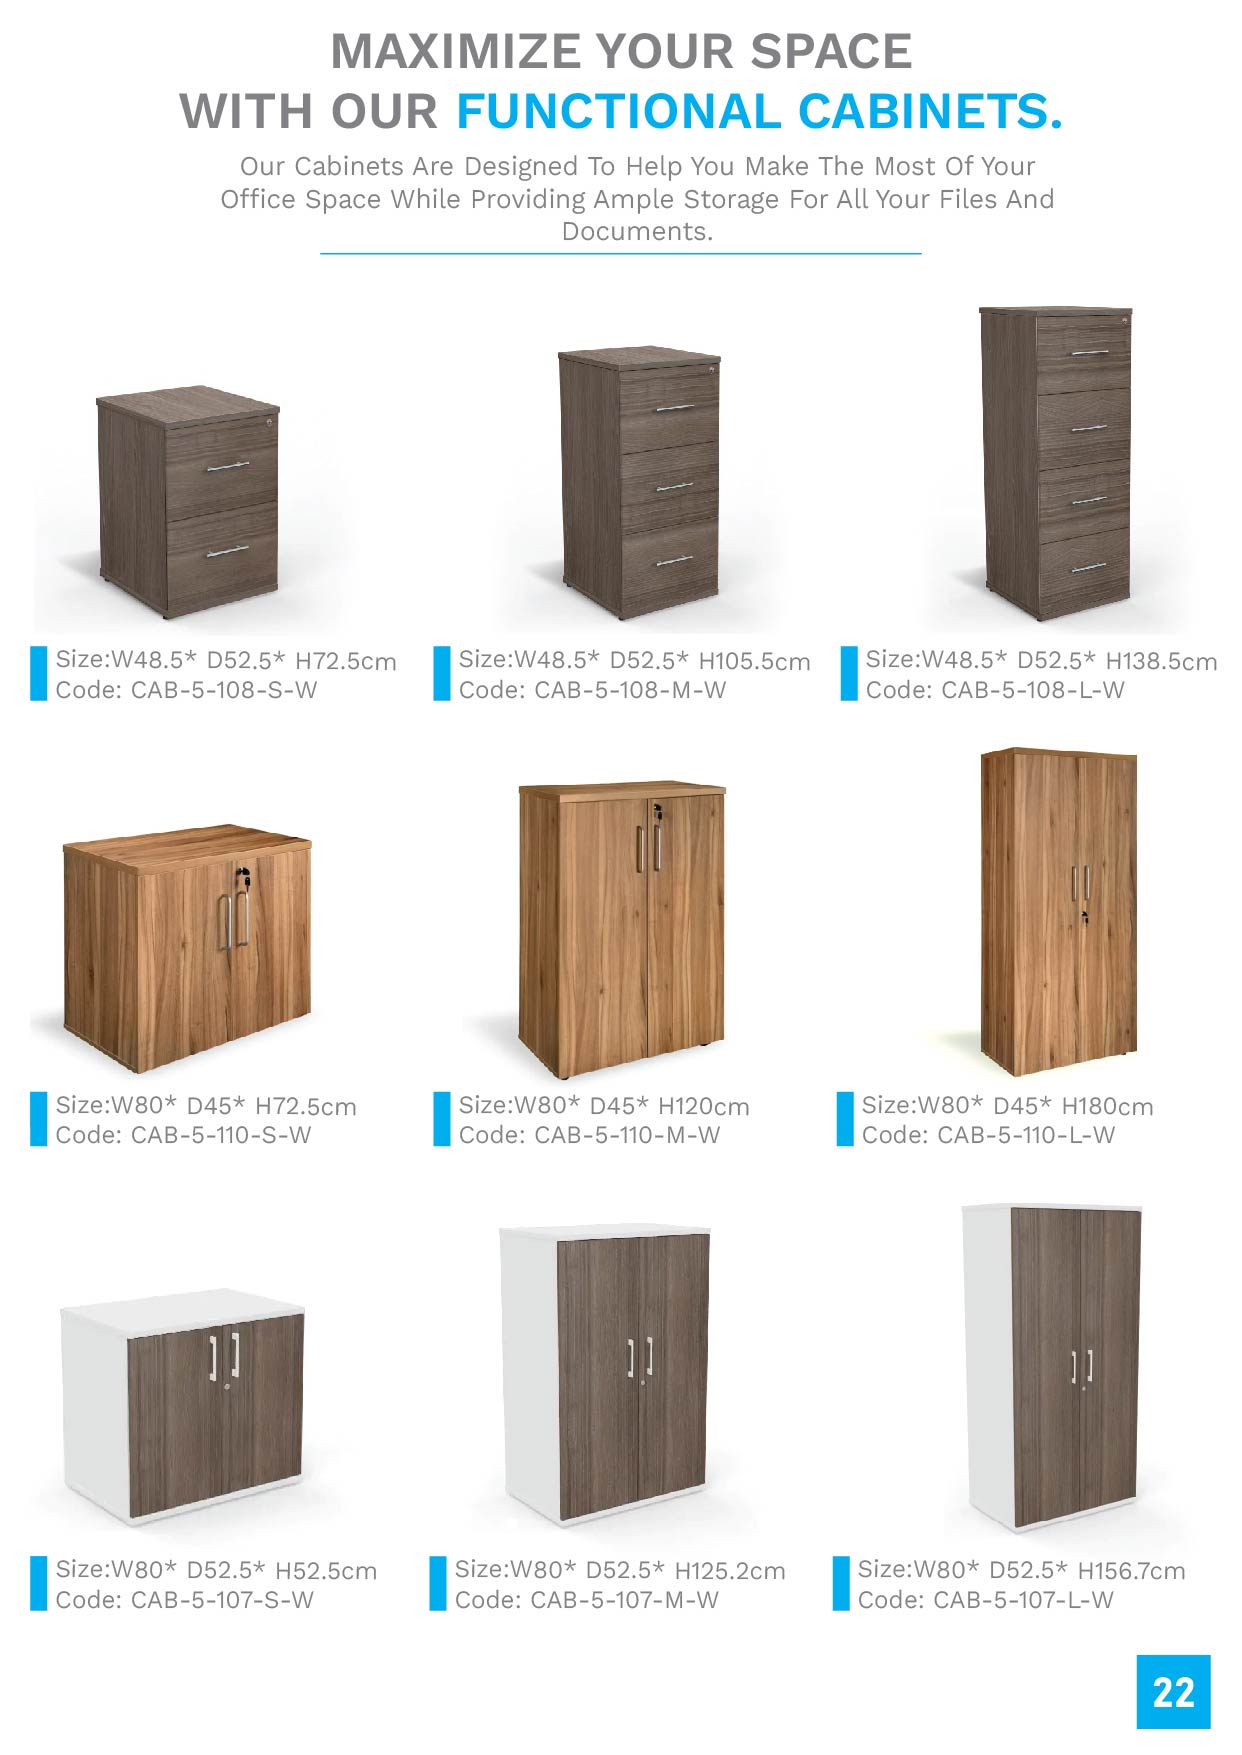 MAXIMIZE YOUR SPACE
WITH OUR FUNCTIONAL CABINETS.
Our Cabinets Are Designed To Help You Make The Most Of Your
Office Space While Providing Ample Storage For All Your Files And
Documents.
Size:W48.5* D52.5* H72.5cm
Code: CAB-5-108-S-W
Size:W48.5* D52.5* H105.5cm
Code: CAB-5-108-M-W
Size:W48.5* D52.5* H138.5cm
Code: CAB-5-108-L-W
Size:W80* D45* H72.5cm
Code: CAB-5-110-S-W
Size:W80* D45* H120cm
Code: CAB-5-110-M-W
Size:W80* D45* H180cm
Code: CAB-5-110-L-W
Size:W80* D52.5* H52.5cm
Code: CAB-5-107-S-W
Size:W80* D52.5* H125.2cm
Code: CAB-5-107-M-W
Size:W80* D52.5* H156.7cm
Code: CAB-5-107-L-W
22